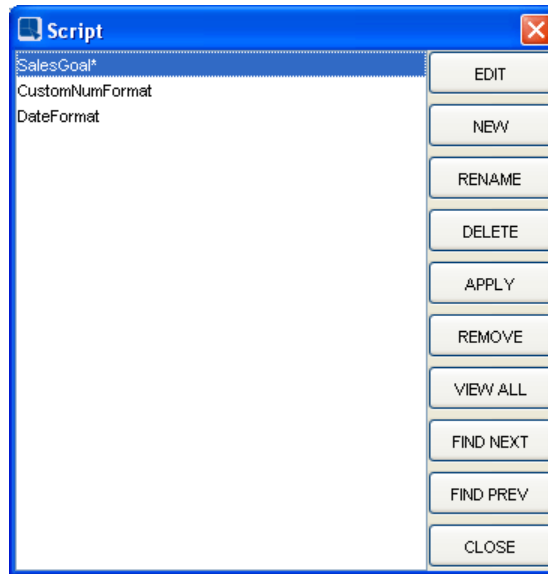 Script
SalesGoal*
CustomNumFormat
DateFormat
EDIT
NEW
RENAME
DELETE
APPLY
REMOVE
VIEW ALL
FIND NEXT
FIND PREV
CLOSE